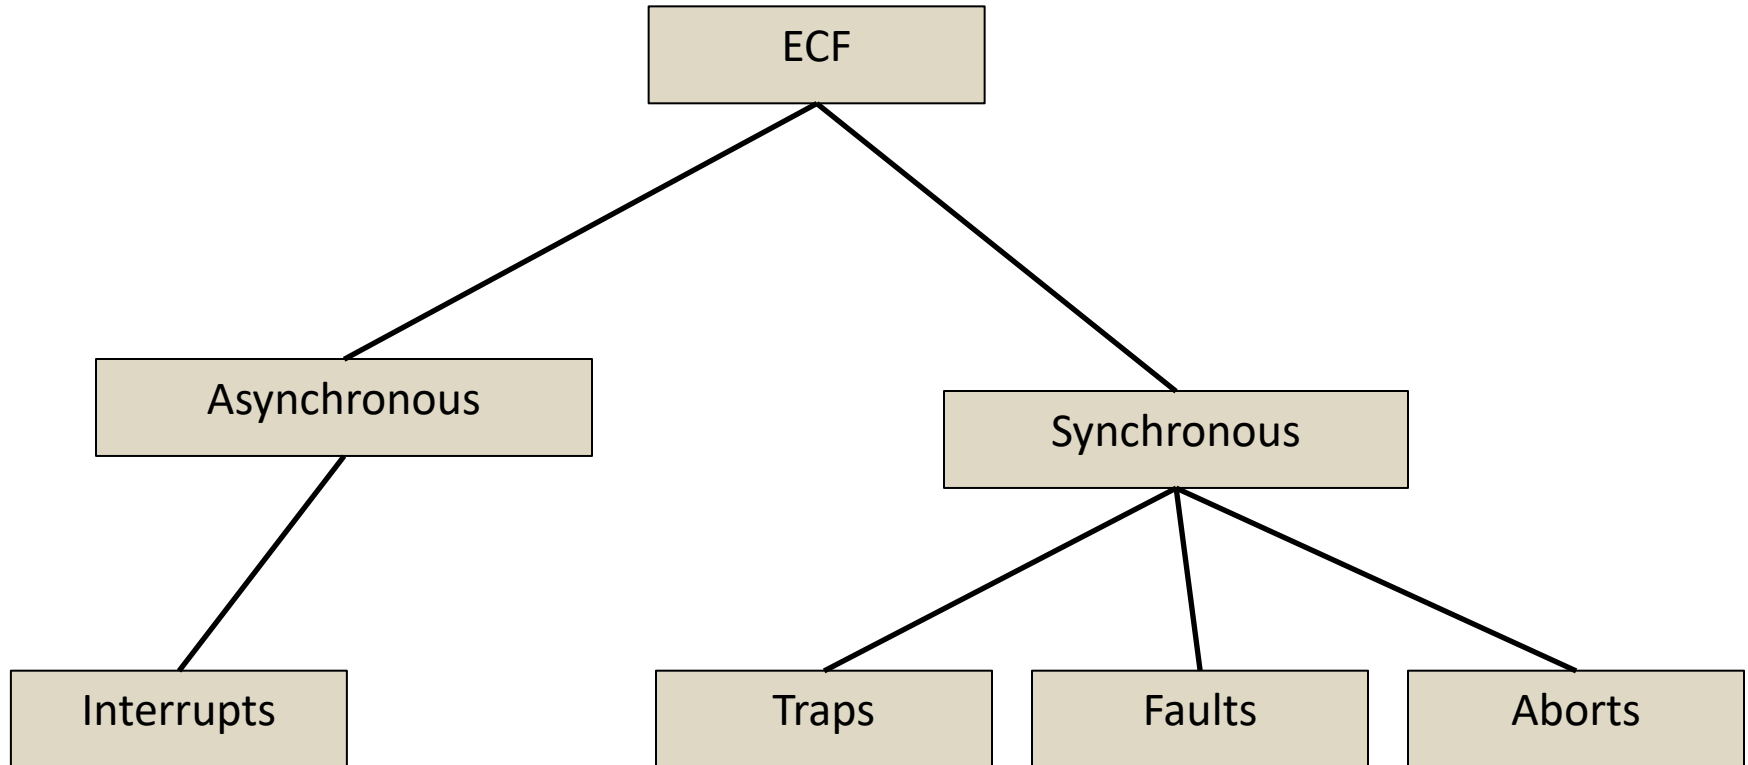 ECF
Asynchronous
Synchronous
Interrupts
Traps
Faults
Aborts